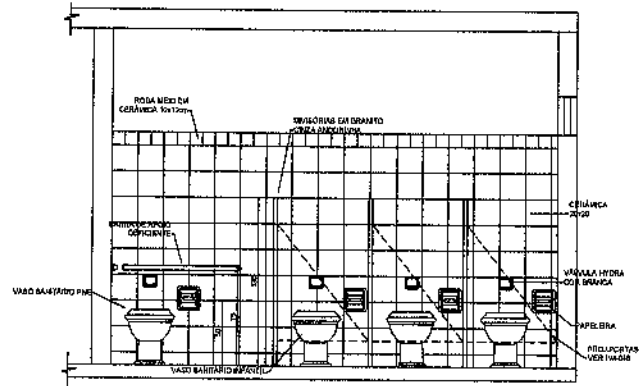 RODA MEIO EM
CERÂMICA 10x10cm
DIVISÓRIAS EM GRANITO
CINZA ANDORINHA
CERÂMICA
20x20
BARRA DE APOIO
DEFICIENTE
VÁLVULA HYDRA
COR BRANCA
VASO SANITÁRIO PNE
PAPELEIRA
VER
VASO SANITÁRIO INFANTIL